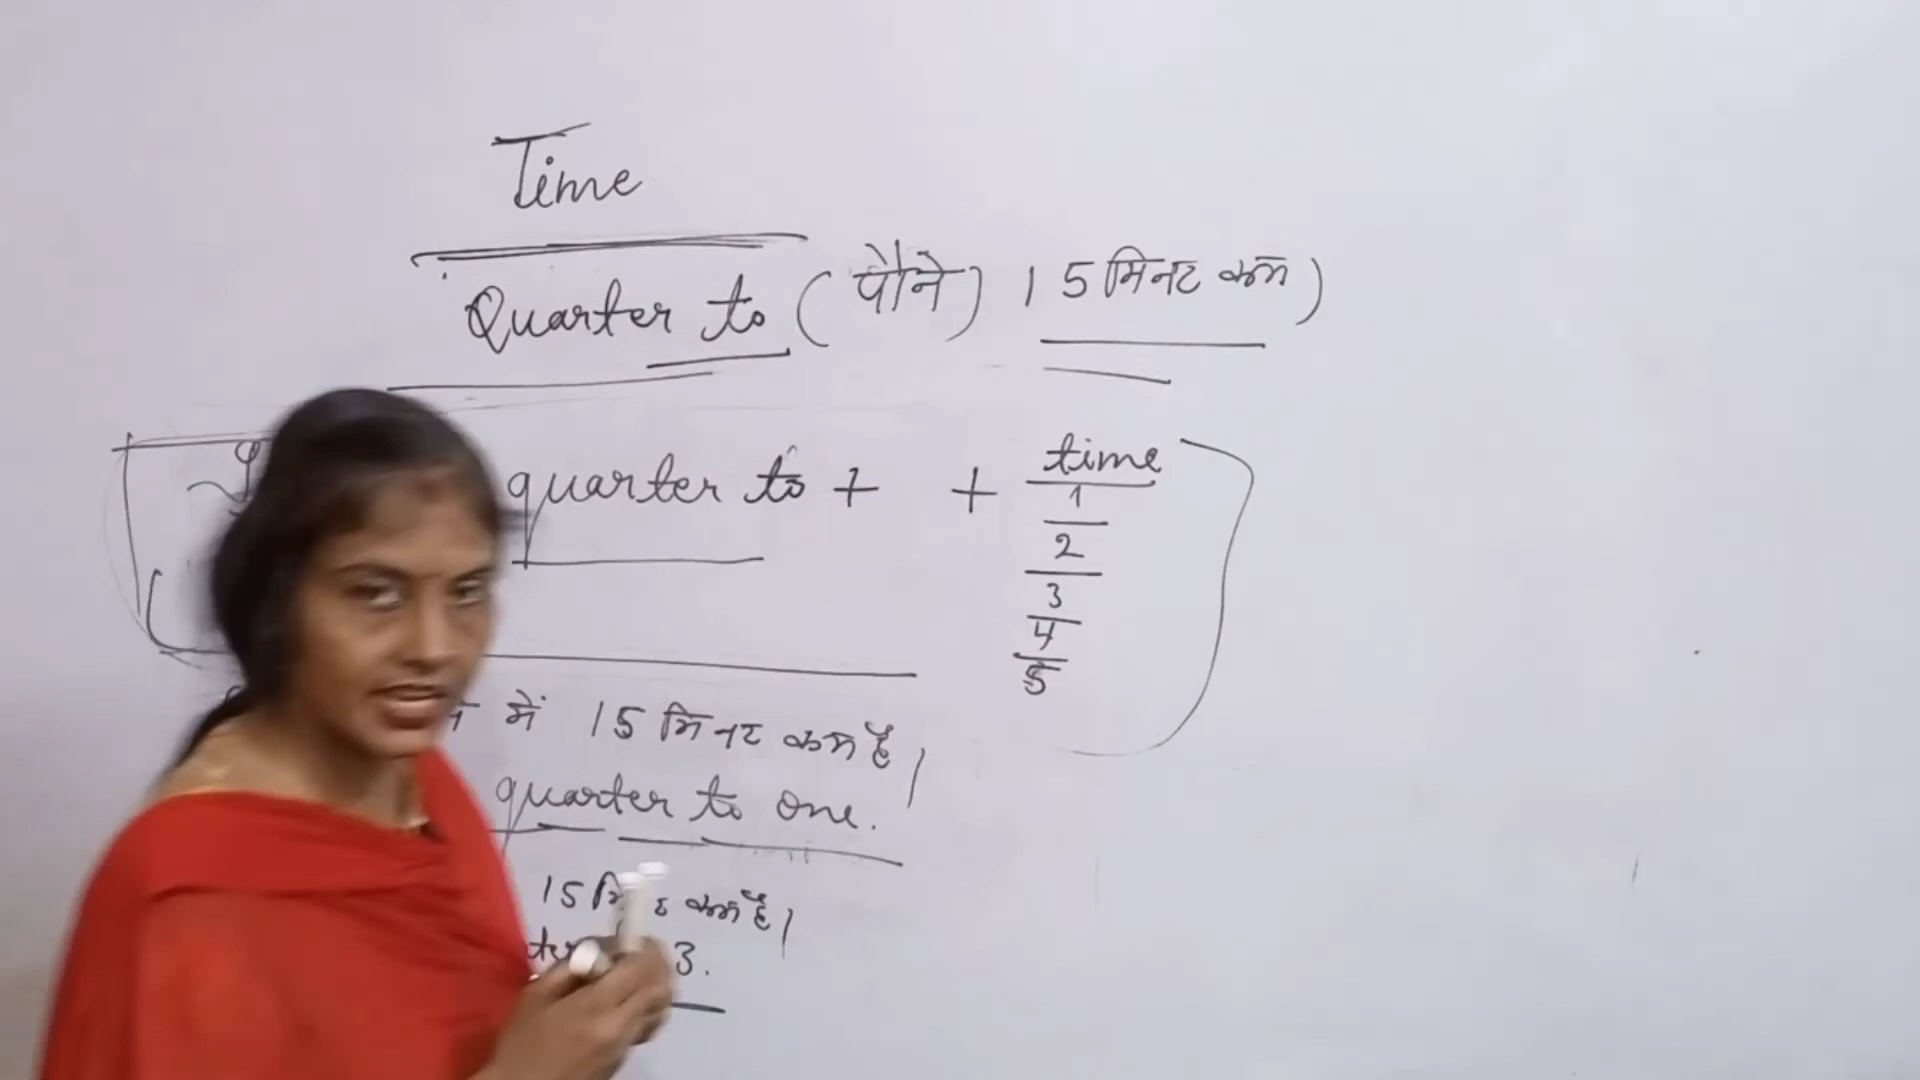 Time
Quarter to ( पौने ) 15 मिनट कम )
quarter to + + time
1
2
3
4
5
में 15 मिनट कम है।
quarter to one.
15 कम है।
3.